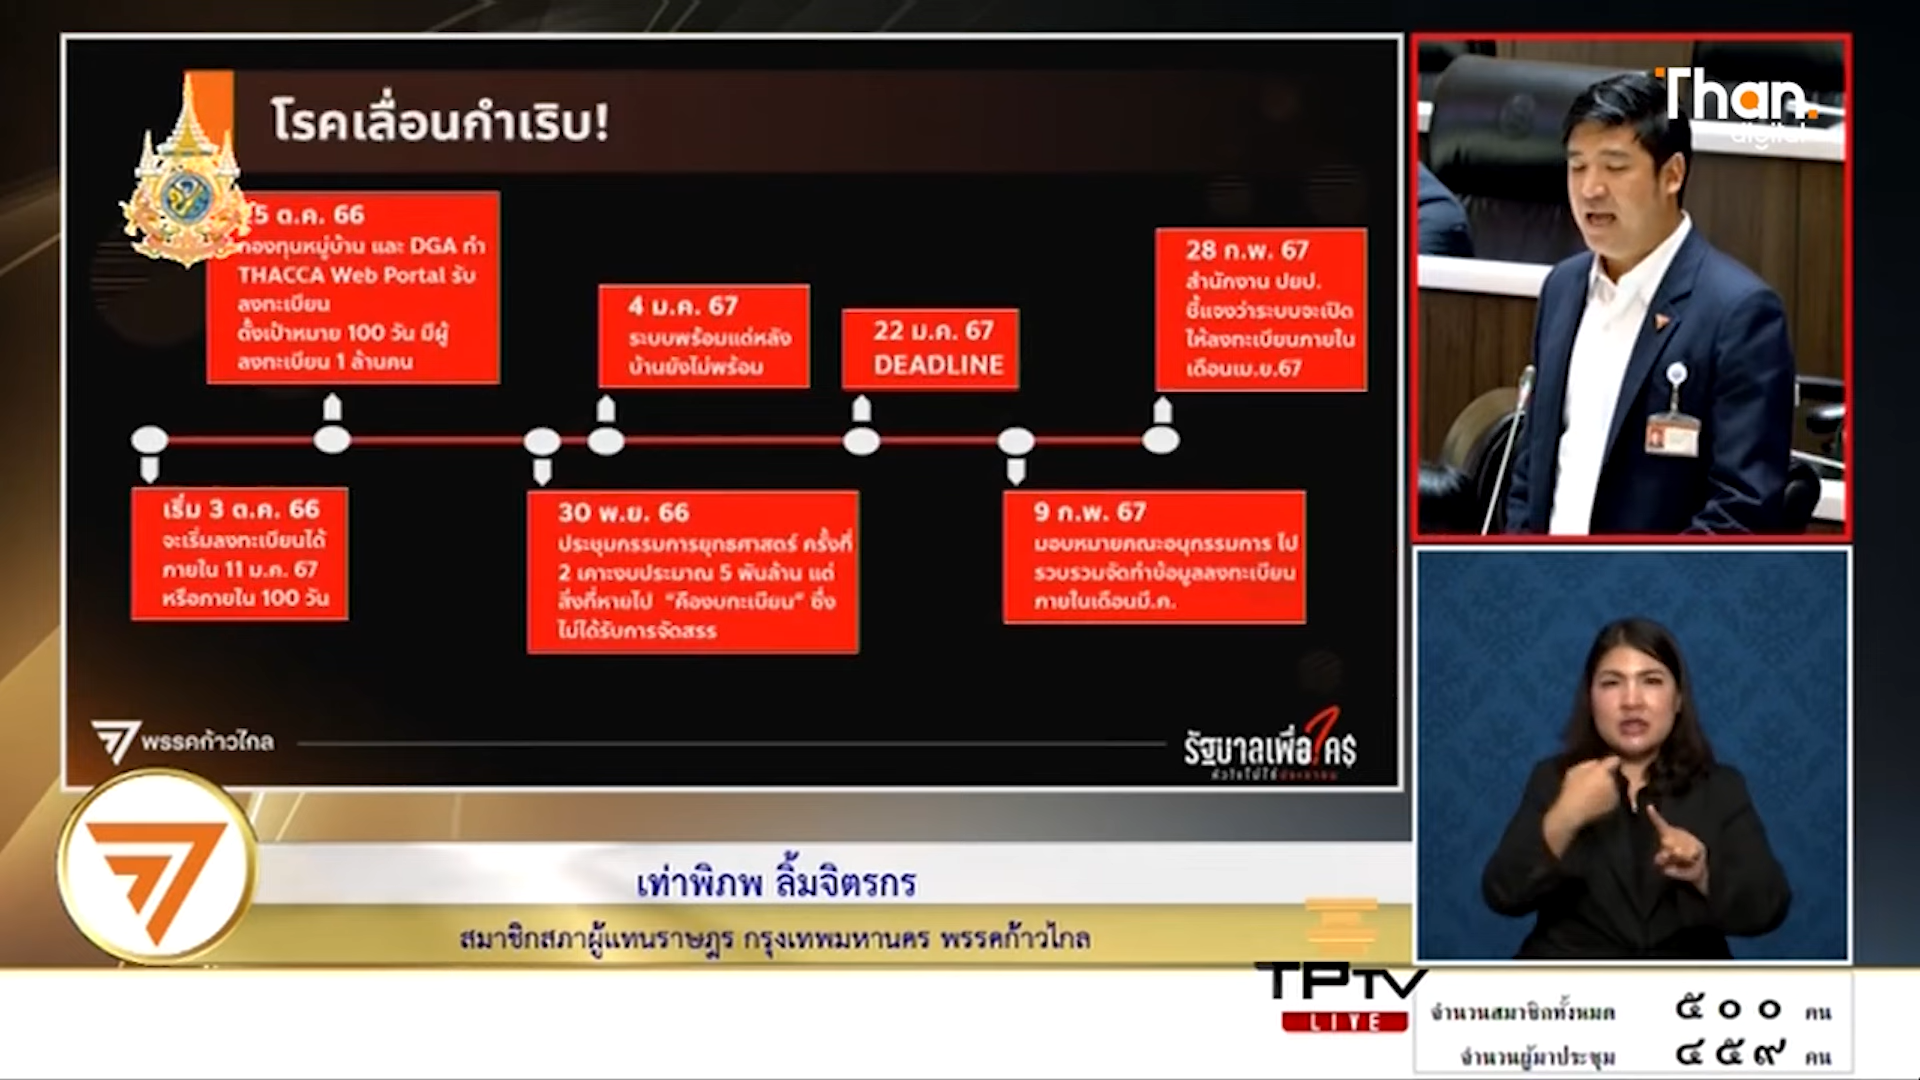 โรคเลื่อนกำเริบ!
25 ต.ค. 66
กองทุนหมู่บ้าน และ DGA ทำ
THACCA Web Portal รับ
ลงทะเบียน
ตั้งเป้าหมาย 100 วัน มีผู้
ลงทะเบียน 1 ล้านคน
4 ม.ค. 67
ระบบพร้อมแต่หลัง
บ้านยังไม่พร้อม
22 ม.ค. 67
DEADLINE
28 ก.พ. 67
สำนักงาน ปยป.
ชี้แจงว่าระบบจะเปิด
ให้ลงทะเบียนภายใน
เดือนเม.ย.67
เริ่ม 3 ต.ค. 66
จะเริ่มลงทะเบียนได้
ภายใน 11 ม.ค. 67
หรือภายใน 100 วัน
30 พ.ย. 66
ประชุมกรรมการยุทธศาสตร์ ครั้งที่
2 เคาะงบประมาณ 5 พันล้าน แต่
สิ่งที่หายไป "คืองบทะเบียน" ซึ่ง
ไม่ได้รับการจัดสรร
9 ก.พ. 67
มอบหมายคณะอนุกรรมการ ไป
รวบรวมจัดทำข้อมูลลงทะเบียน
ภายในเดือนมี.ค.
พรรคก้าวไกล
รัฐบาลเพื่อใคร$
หัวใจไม่ใช่ประชาชน
Than.
digital
เท่าพิภพ ลิ้มจิตรกร
สมาชิกสภาผู้แทนราษฎร กรุงเทพมหานคร พรรคก้าวไกล
TPTV
LIVE
จำนวนสมาชิกทั้งหมด ๕๐๐ คน
จำนวนผู้มาประชุม ๔๕๙ คน